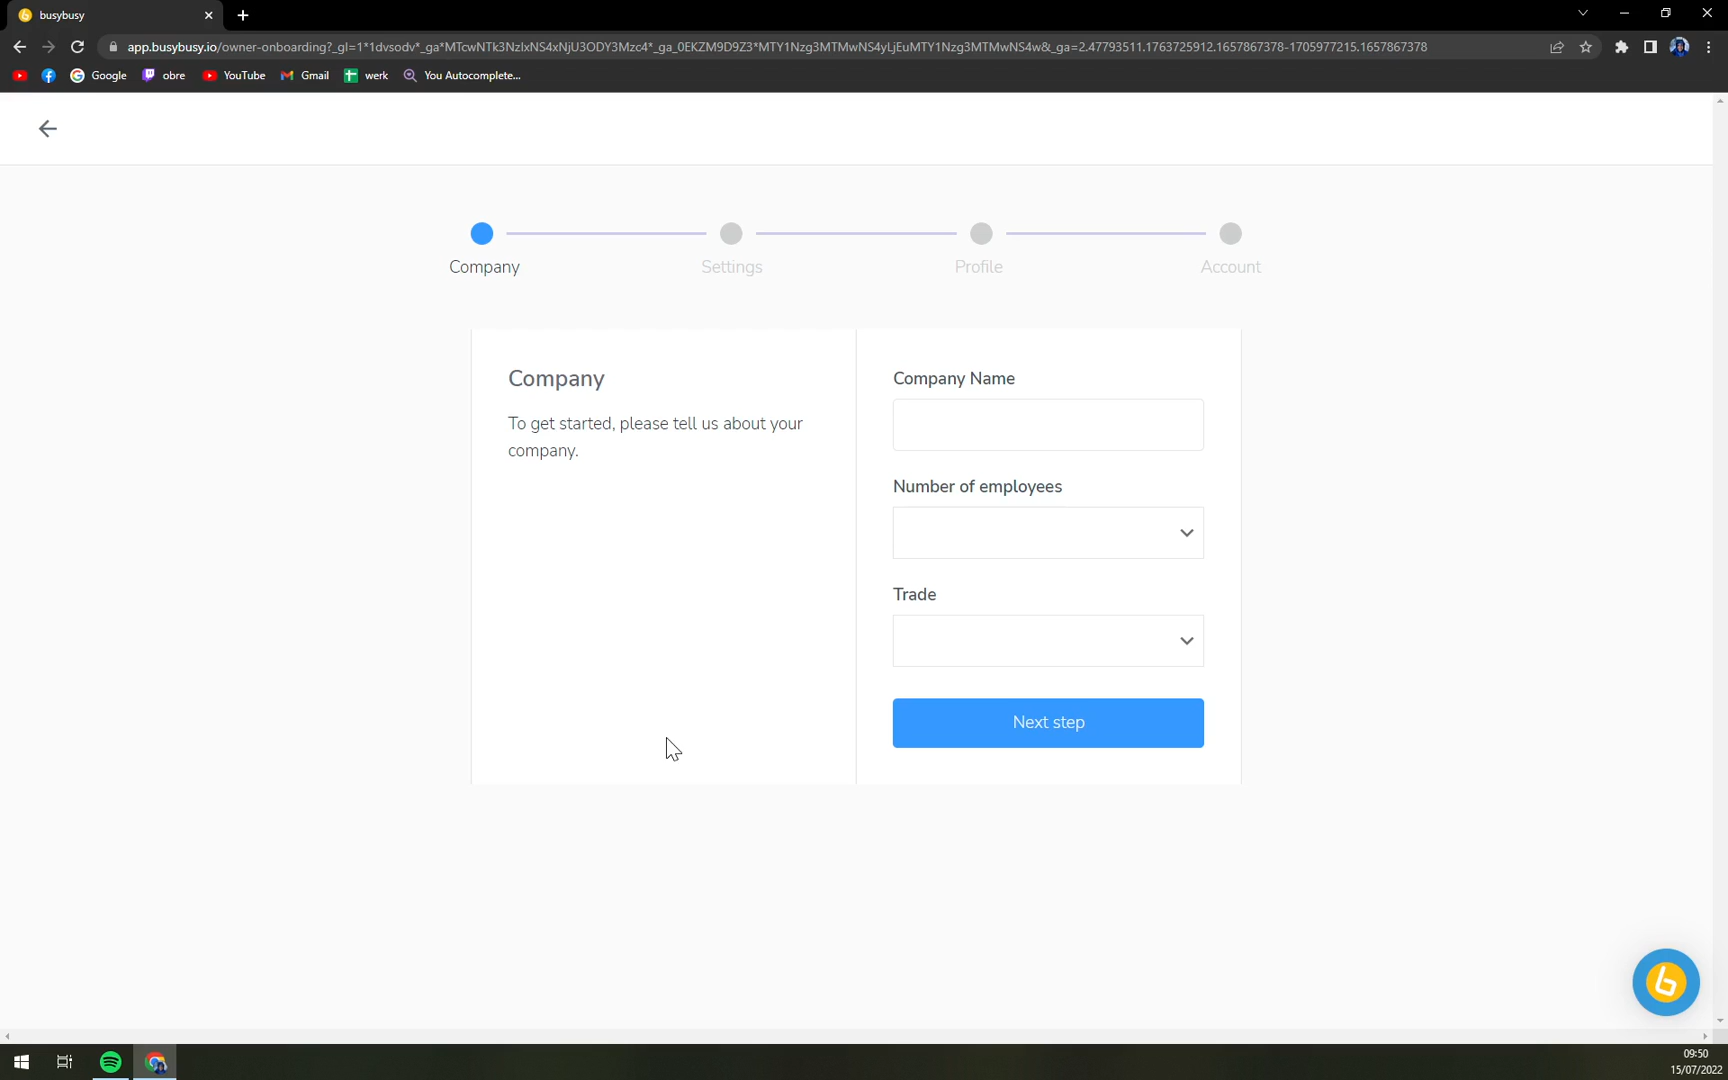 busybusy
app.busybusy.io/owner-onboarding?_gl=1*1dvsodv*_ga*MTcwNTk3NzIxNS4xNjU3ODY3Mzc4*_ga_0EKZM9D9Z3*MTY1Nzg3MTMwNS4yLjEuMTY1Nzg3MTMwNS4w&_ga=2.47793511.1763725912.1657867378-1705977215.1657867378
Google obre YouTube Gmail werk You Autocomplete...
Company Settings Profile Account
Company
To get started, please tell us about your
company.
Company Name
Number of employees
Trade
Next step
09:50
15/07/2022